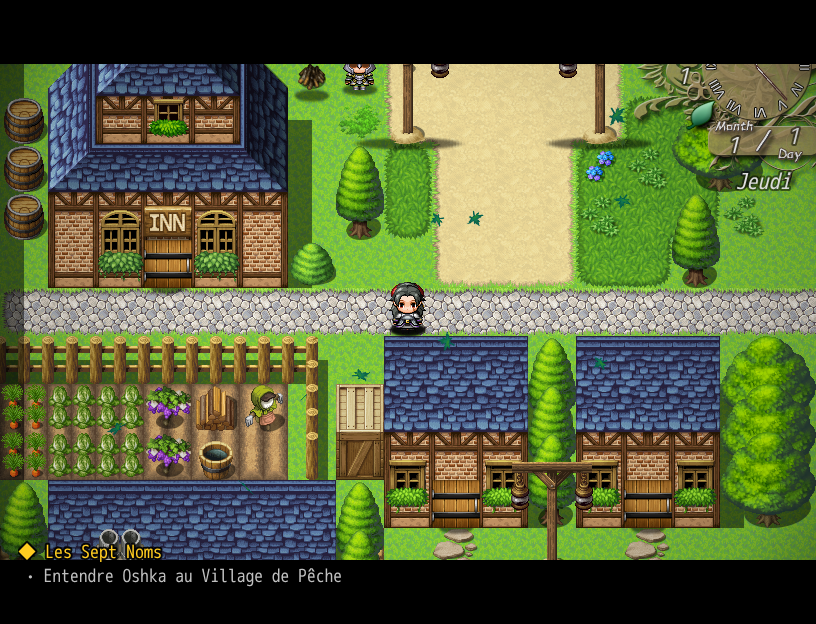 1
Month
1 / 1
Day
Jeudi
INN
Les Sept Noms
· Entendre Oshka au Village de Pêche